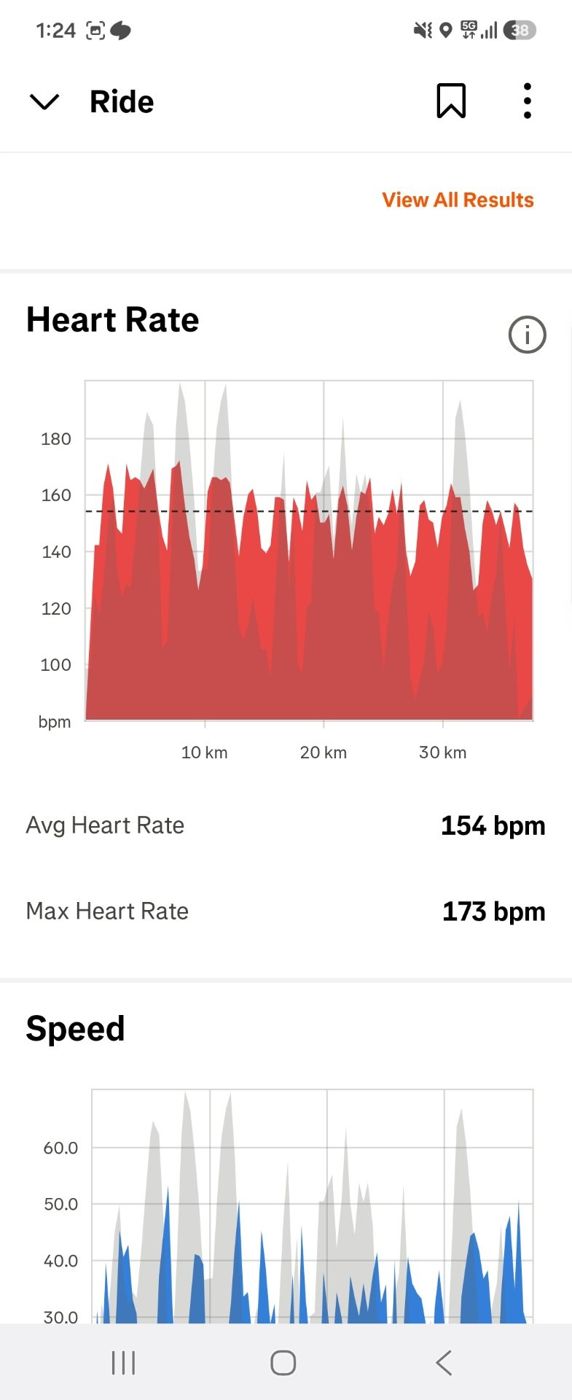 1:24
5G
38
Ride
View All Results
Heart Rate
180
160
140
120
100
bpm
10 km
20 km
30 km
Avg Heart Rate 154 bpm
Max Heart Rate 173 bpm
Speed
60.0
50.0
40.0
30.0